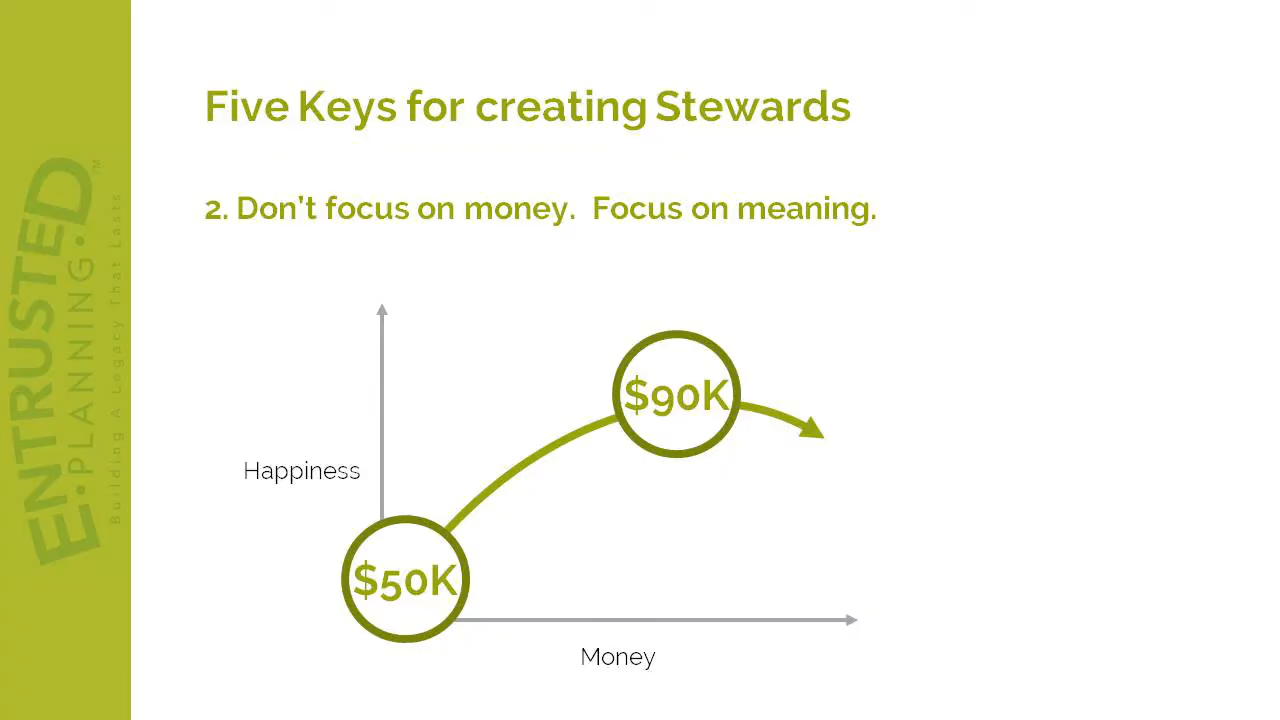 Five Keys for creating Stewards
2. Don't focus on money.  Focus on meaning.
Happiness
$90K
$50K
Money
ENTRUSTED
E•PLANNING•D™
Building A Legacy That Lasts